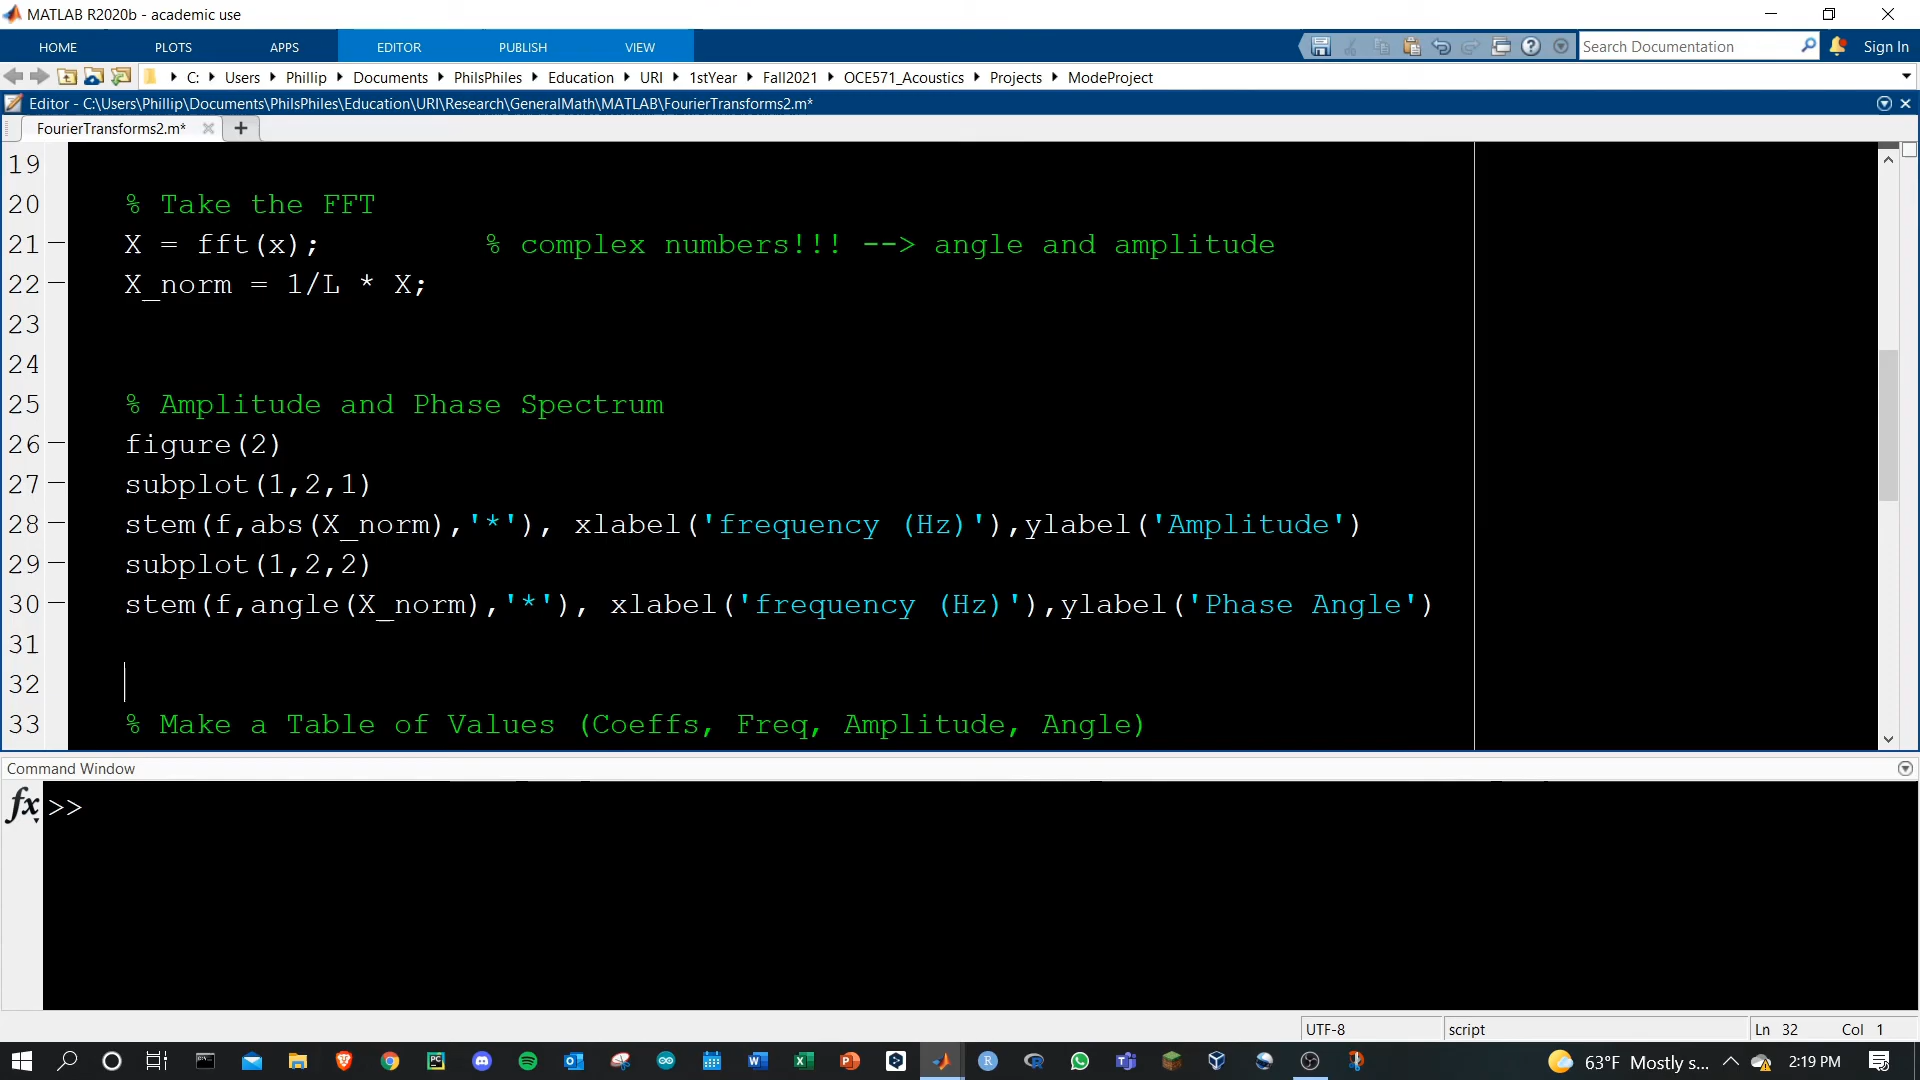 MATLAB R2020b - academic use
HOME PLOTS APPS EDITOR PUBLISH VIEW Search Documentation Sign In
C: Users Phillip Documents PhilsPhiles Education URI 1stYear Fall2021 OCE571_Acoustics Projects ModeProject
Editor - C:\Users\Phillip\Documents\PhilsPhiles\Education\URI\Research\GeneralMath\MATLAB\FourierTransforms2.m*
FourierTransforms2.m* +
19
20 % Take the FFT
21 X = fft(x); % complex numbers!!! --> angle and amplitude
22 X_norm = 1/L * X;
23
24
25 % Amplitude and Phase Spectrum
26 figure(2)
27 subplot(1,2,1)
28 stem(f,abs(X_norm),'*'), xlabel('frequency (Hz)'),ylabel('Amplitude')
29 subplot(1,2,2)
30 stem(f,angle(X_norm),'*'), xlabel('frequency (Hz)'),ylabel('Phase Angle')
31
32
33 % Make a Table of Values (Coeffs, Freq, Amplitude, Angle)
Command Window
fx >>
UTF-8 script Ln 32 Col 1
63°F Mostly s... 2:19 PM